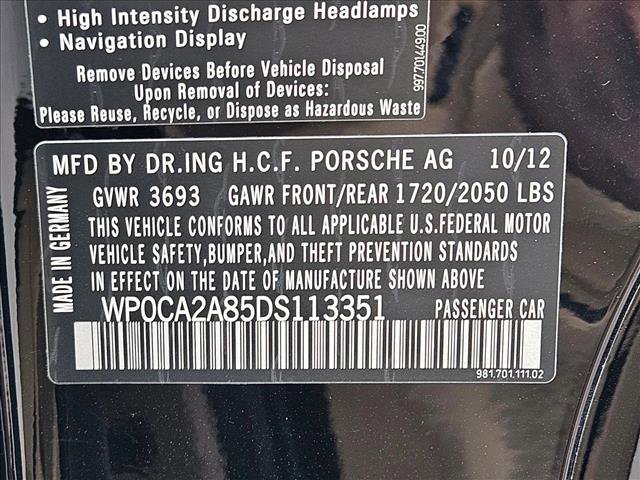 • High Intensity Discharge Headlamps
• Navigation Display
Remove Devices Before Vehicle Disposal
Upon Removal of Devices:
Please Reuse, Recycle, or Dispose as Hazardous Waste
997.701.449.00
MFD BY DR.ING H.C.F. PORSCHE AG 10/12
GVWR 3693 GAWR FRONT/REAR 1720/2050 LBS
THIS VEHICLE CONFORMS TO ALL APPLICABLE U.S.FEDERAL MOTOR
VEHICLE SAFETY,BUMPER,AND THEFT PREVENTION STANDARDS
IN EFFECT ON THE DATE OF MANUFACTURE SHOWN ABOVE
WP0CA2A85DS113351 PASSENGER CAR
MADE IN GERMANY
981.701.111.02